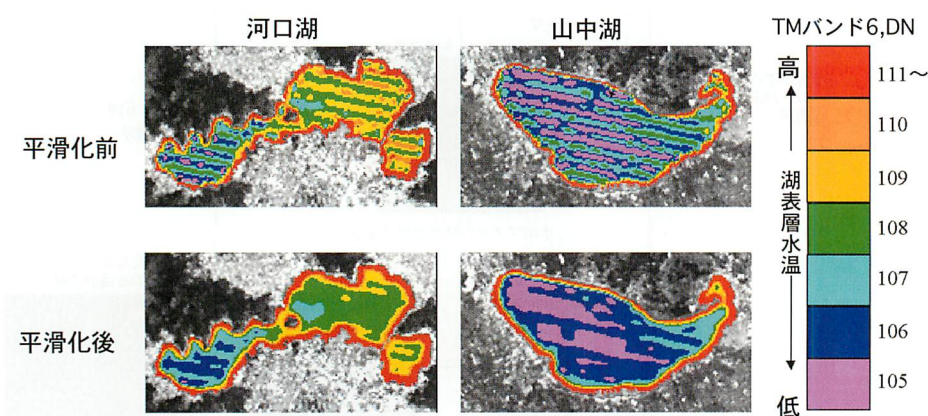 河口湖
山中湖
TMバンド6,DN
平滑化前
平滑化後
高
湖表層水温
低
111～
110
109
108
107
106
105